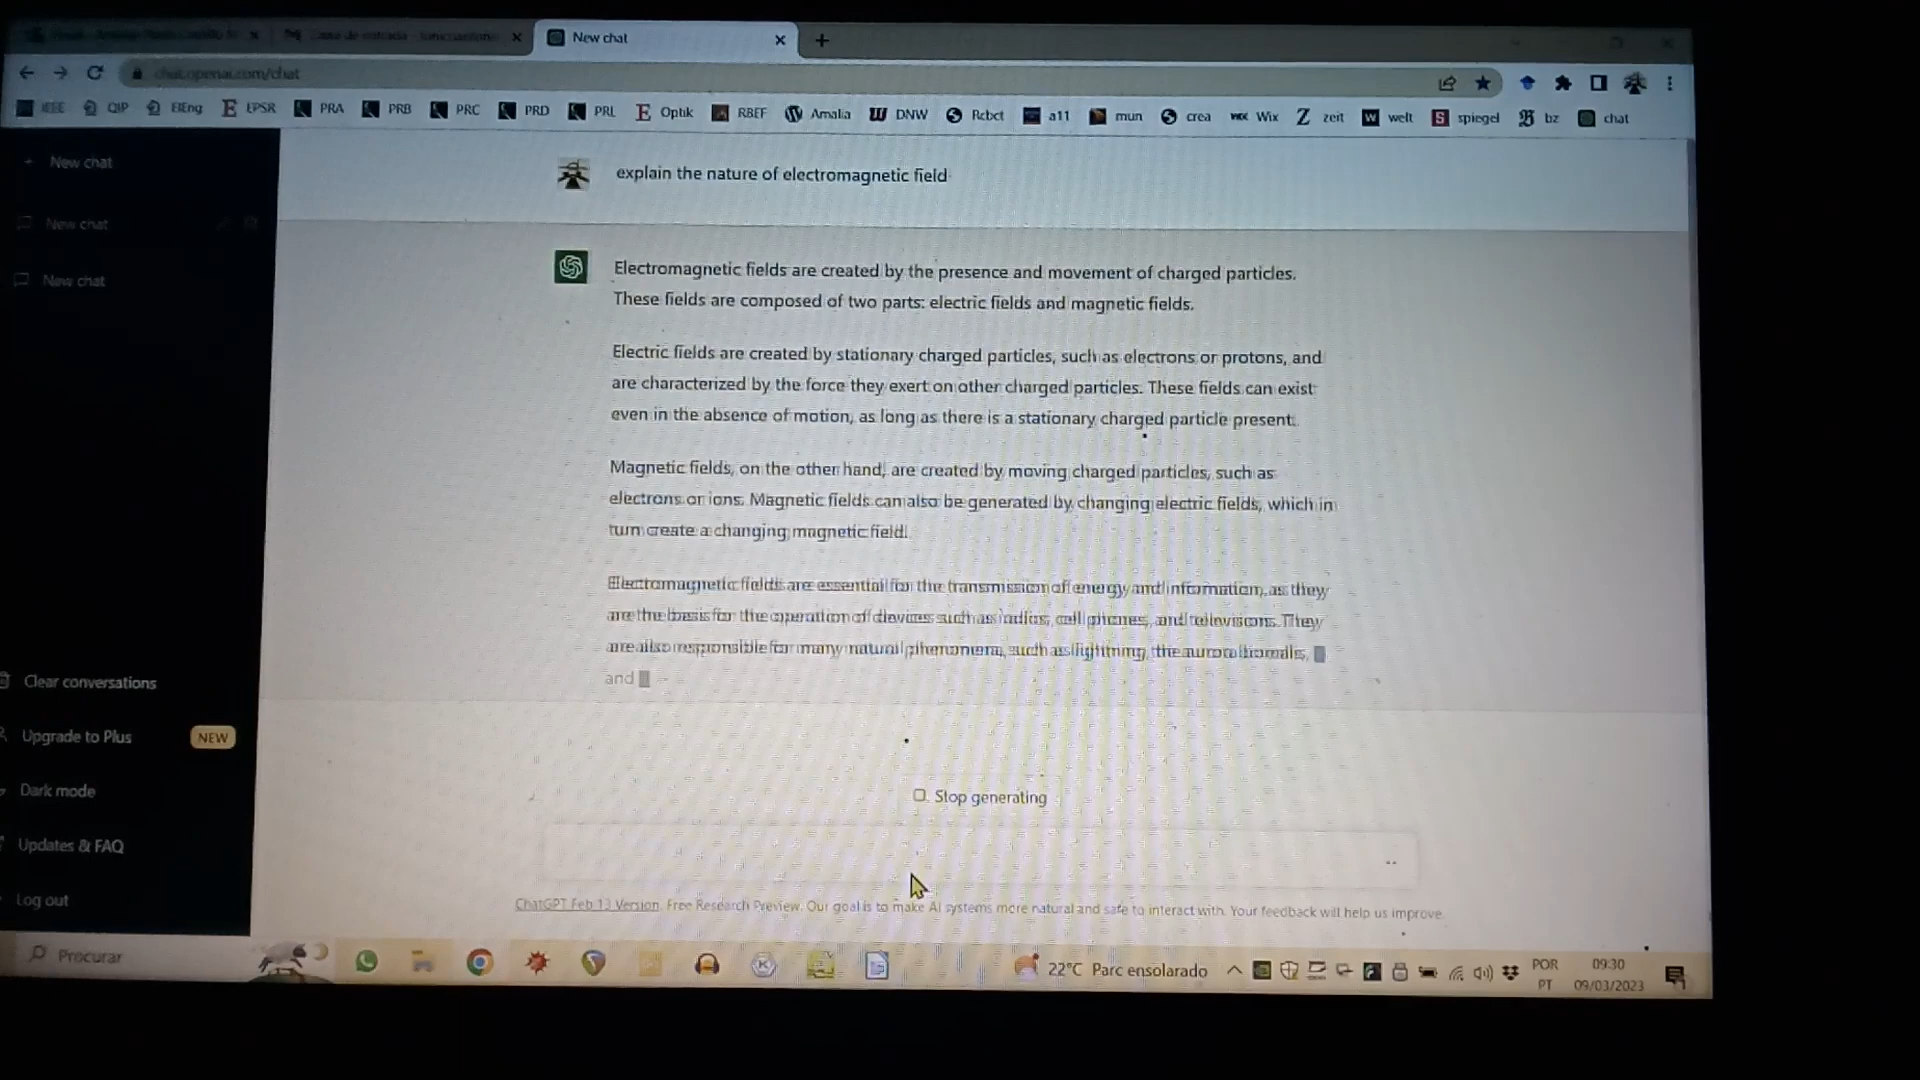 New chat
chat.openai.com/chat
IEEE QIP EIEng EPSR PRA PRB PRC PRD PRL Optik RBEF Amalia DNW Rcbct a11 mun crea Wix zeit welt spiegel bz chat
New chat
New chat
New chat
explain the nature of electromagnetic field
Electromagnetic fields are created by the presence and movement of charged particles.
These fields are composed of two parts: electric fields and magnetic fields.
Electric fields are created by stationary charged particles, such as electrons or protons, and
are characterized by the force they exert on other charged particles. These fields can exist
even in the absence of motion, as long as there is a stationary charged particle present.
Magnetic fields, on the other hand, are created by moving charged particles, such as
electrons or ions. Magnetic fields can also be generated by changing electric fields, which in
turn create a changing magnetic field.
Electromagnetic fields are essential for the transmission of energy and information, as they
are the basis for the operation of devices such as radios, cell phones, and televisions. They
are also responsible for many natural phenomena, such as lightning, the aurora borealis,
and
Stop generating
ChatGPT Feb 13 Version. Free Research Preview. Our goal is to make AI systems more natural and safe to interact with. Your feedback will help us improve.
Clear conversations
Upgrade to Plus NEW
Dark mode
Updates & FAQ
Log out
Procurar
22°C Parc ensolarado
POR
PT
09:30
09/03/2023